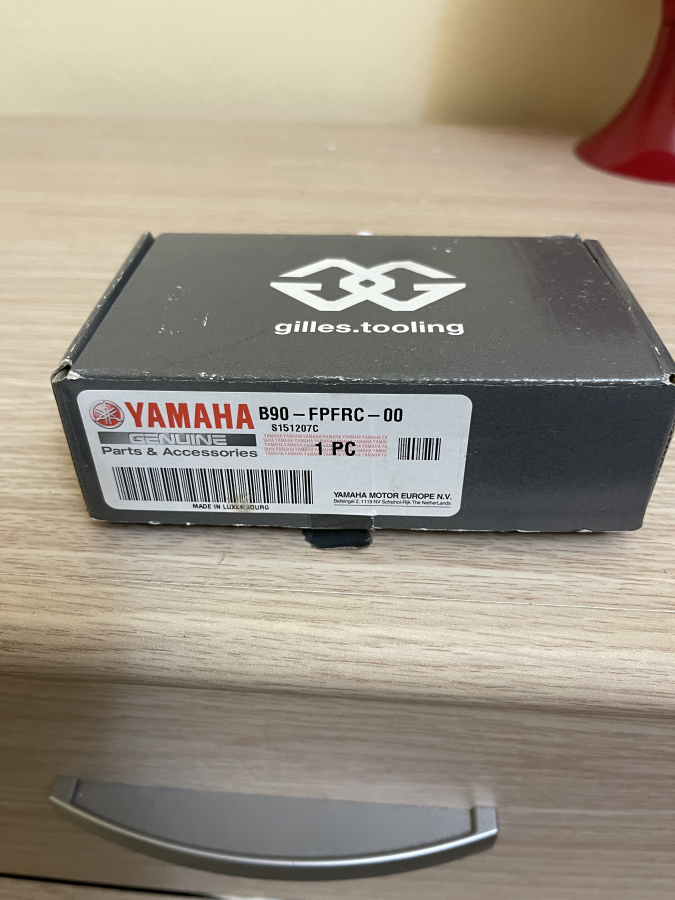 gilles.tooling
YAMAHA
GENUINE
Parts & Accessories
B90-FPFRC-00
S151207C
1 PC
YAMAHA MOTOR EUROPE N.V.
MADE IN LUXEMBOURG